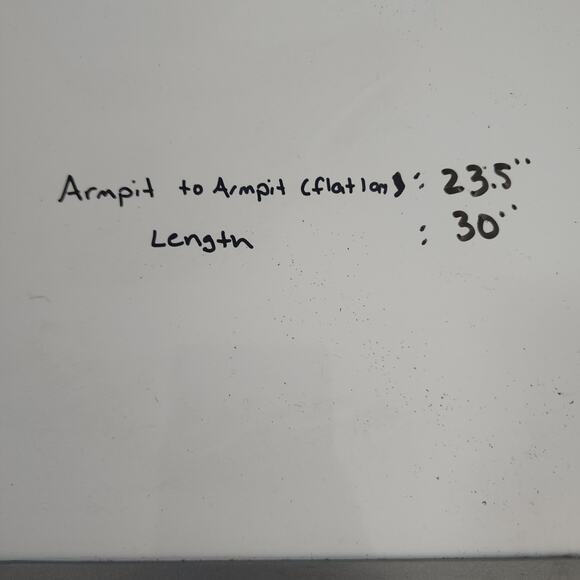 Armpit to Armpit (flat lay) : 23.5"
Length : 30"